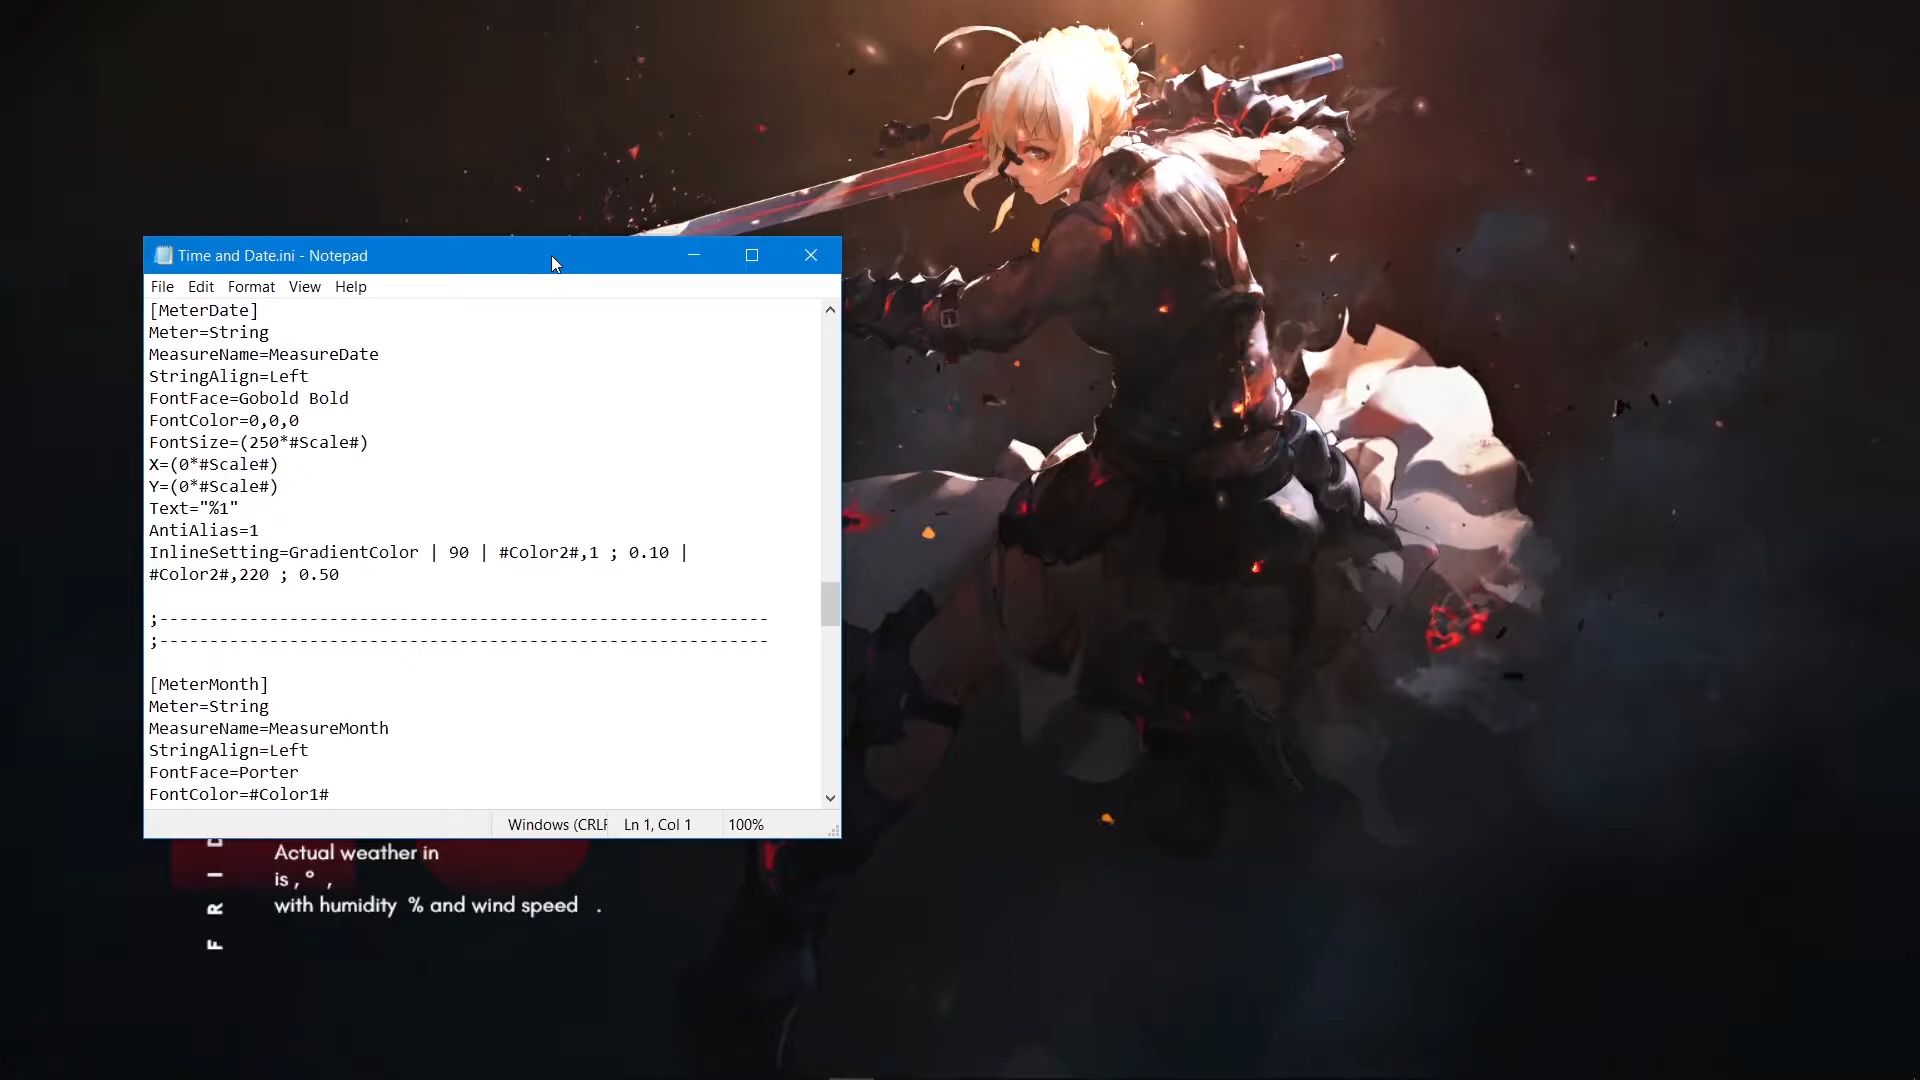 Time and Date.ini - Notepad
File Edit Format View Help
[MeterDate]
Meter=String
MeasureName=MeasureDate
StringAlign=Left
FontFace=Gobold Bold
FontColor=0,0,0
FontSize=(250*#Scale#)
X=(0*#Scale#)
Y=(0*#Scale#)
Text="%1"
AntiAlias=1
InlineSetting=GradientColor | 90 | #Color2#,1 ; 0.10 |
#Color2#,220 ; 0.50
;-------------------------------------------------------------
;-------------------------------------------------------------
[MeterMonth]
Meter=String
MeasureName=MeasureMonth
StringAlign=Left
FontFace=Porter
FontColor=#Color1#
Windows (CRLF Ln 1, Col 1 100%
Actual weather in
is , ° ,
with humidity % and wind speed .
F R I D